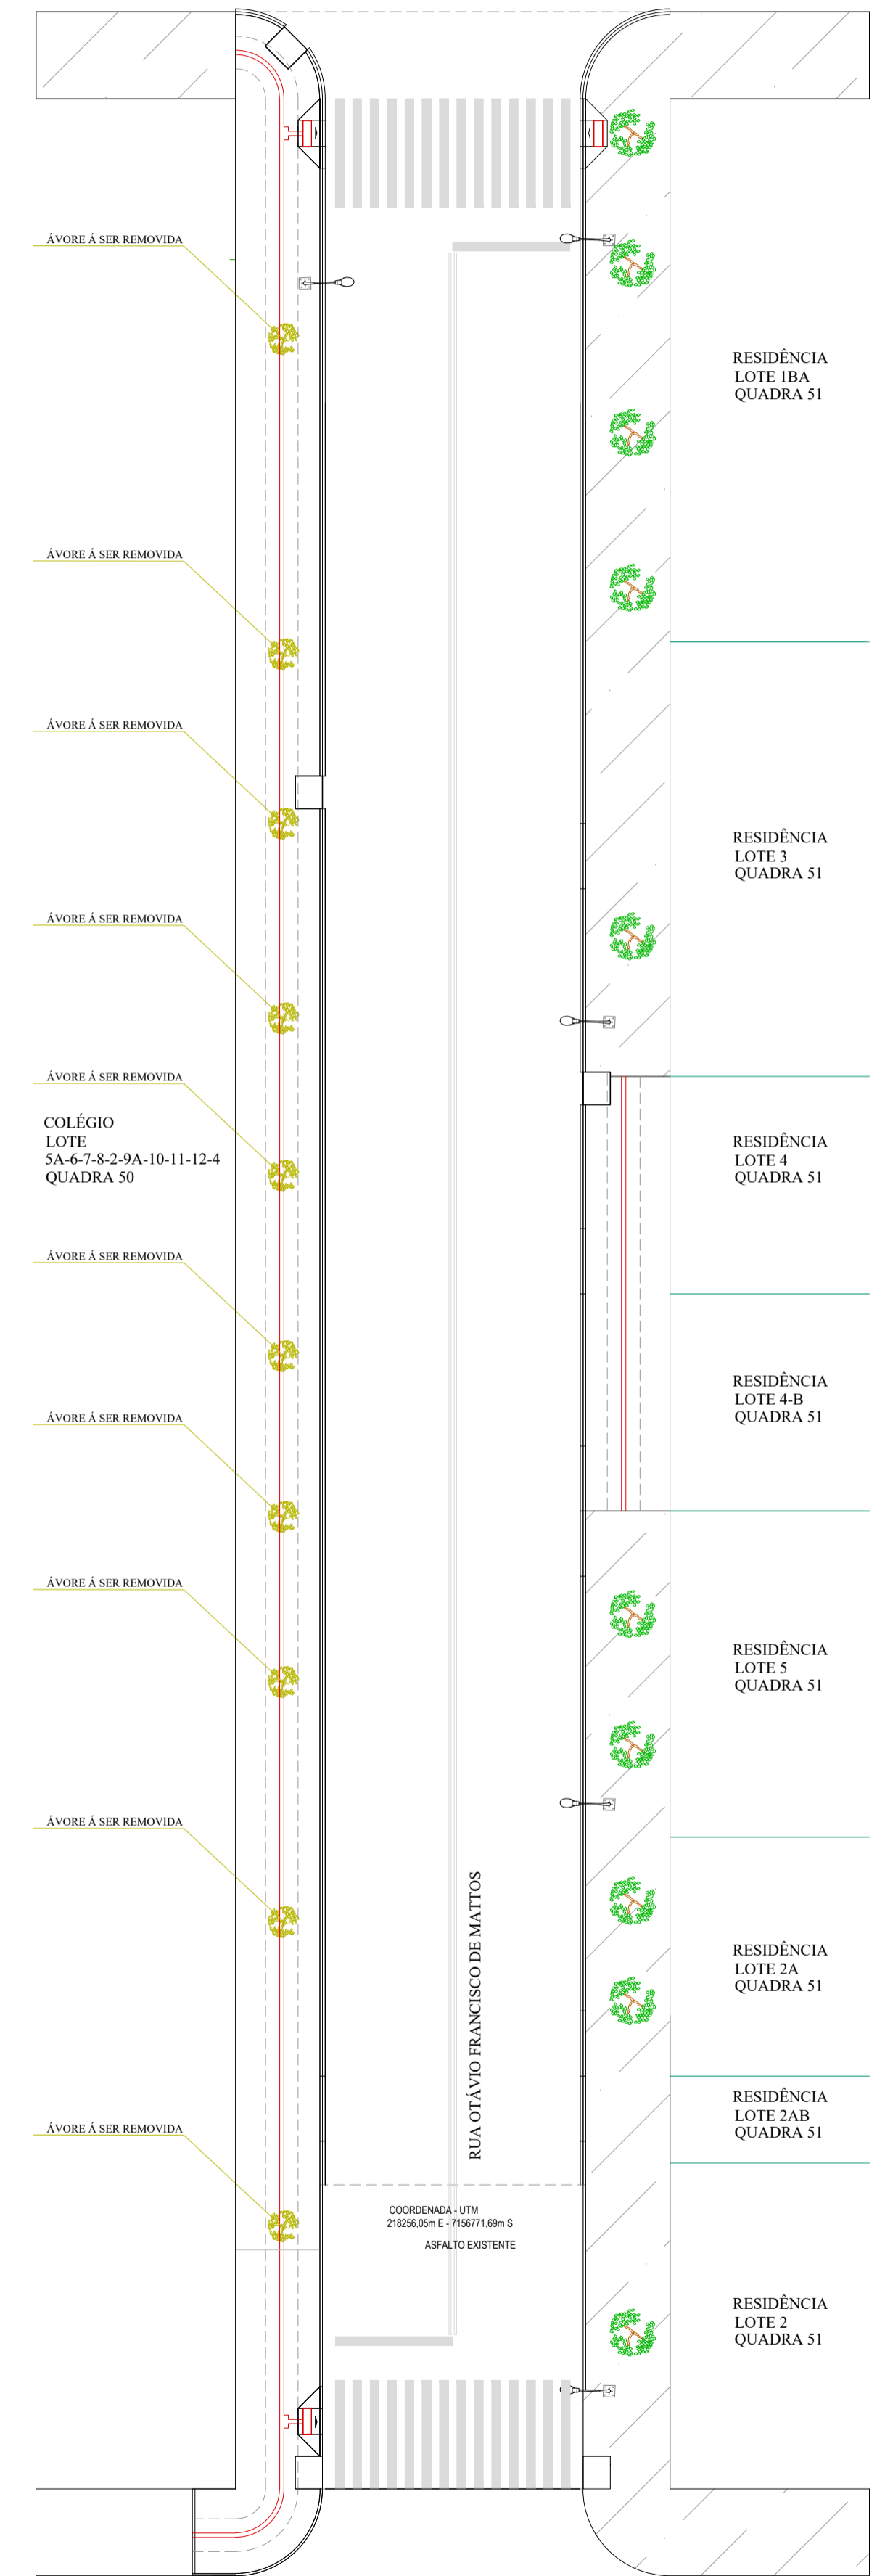 ÁVORE Á SER REMOVIDA
RESIDÊNCIA
LOTE 1BA
QUADRA 51
ÁVORE Á SER REMOVIDA
ÁVORE Á SER REMOVIDA
RESIDÊNCIA
LOTE 3
QUADRA 51
ÁVORE Á SER REMOVIDA
ÁVORE Á SER REMOVIDA
COLÉGIO
LOTE
5A-6-7-8-2-9A-10-11-12-4
QUADRA 50
RESIDÊNCIA
LOTE 4
QUADRA 51
ÁVORE Á SER REMOVIDA
RESIDÊNCIA
LOTE 4-B
QUADRA 51
ÁVORE Á SER REMOVIDA
ÁVORE Á SER REMOVIDA
RESIDÊNCIA
LOTE 5
QUADRA 51
ÁVORE Á SER REMOVIDA
RUA OTÁVIO FRANCISCO DE MATTOS
RESIDÊNCIA
LOTE 2A
QUADRA 51
RESIDÊNCIA
LOTE 2AB
QUADRA 51
ÁVORE Á SER REMOVIDA
COORDENADA - UTM
218256,05m E - 7156771,69m S
ASFALTO EXISTENTE
RESIDÊNCIA
LOTE 2
QUADRA 51